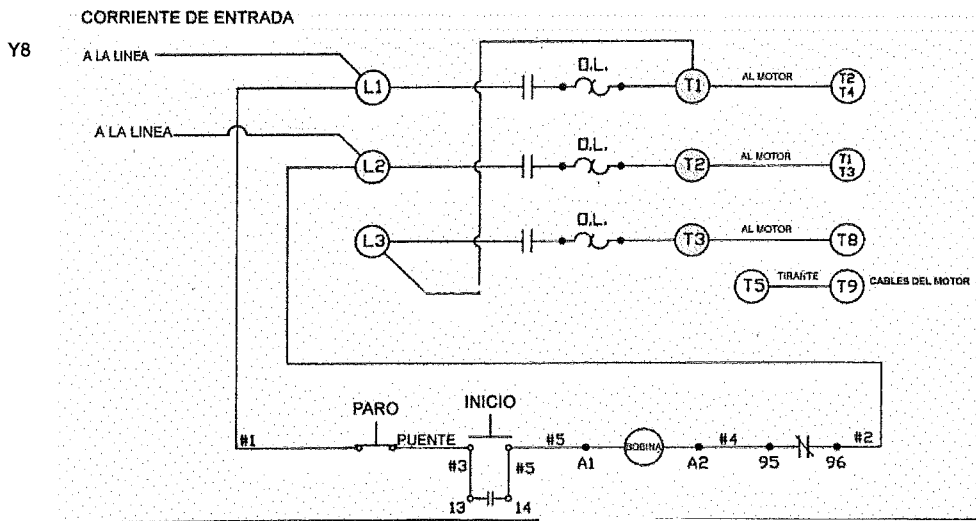 CORRIENTE DE ENTRADA
Y8
A LA LINEA
L1
O.L.
T1
AL MOTOR
T2
T4
A LA LINEA
L2
O.L.
T2
AL MOTOR
T1
T3
L3
O.L.
T3
AL MOTOR
T8
T5
TIRANTE
T9
CABLES DEL MOTOR
PARO
INICIO
#1
PUENTE
#3
#5
#5
A1
BOBINA
A2
#4
95
96
#2
13
14